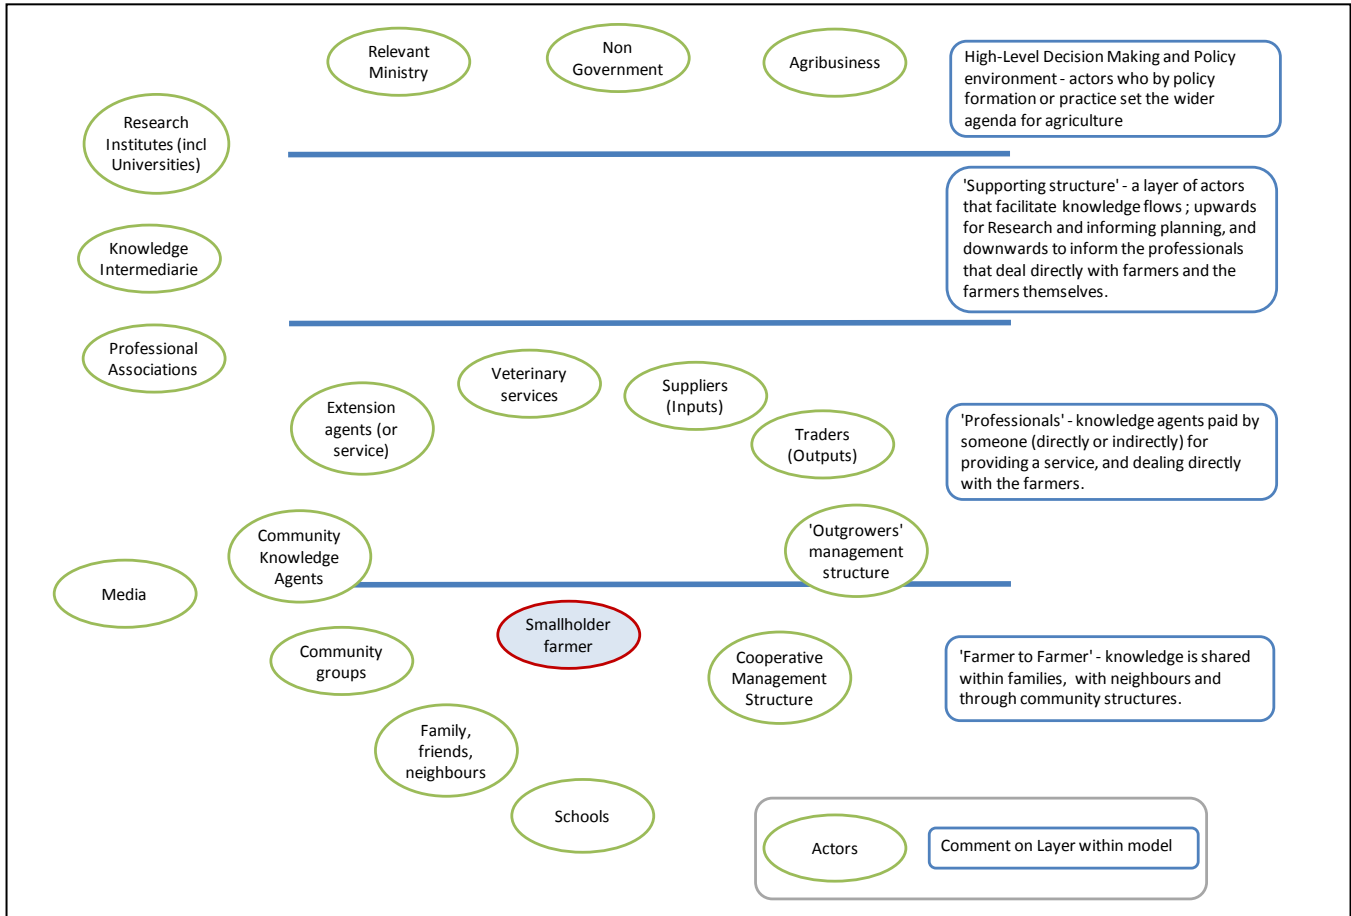 Relevant
Ministry
Non
Government
Agribusiness
High-Level Decision Making and Policy
environment - actors who by policy
formation or practice set the wider
agenda for agriculture
Research
Institutes (incl
Universities)
'Supporting structure' - a layer of actors
that facilitate knowledge flows ; upwards
for Research and informing planning, and
downwards to inform the professionals
that deal directly with farmers and the
farmers themselves.
Knowledge
Intermediarie
Professional
Associations
Extension
agents (or
service)
Veterinary
services
Suppliers
(Inputs)
Traders
(Outputs)
'Professionals' - knowledge agents paid by
someone (directly or indirectly) for
providing a service, and dealing directly
with the farmers.
Community
Knowledge
Agents
'Outgrowers'
management
structure
Media
Smallholder
farmer
Community
groups
Cooperative
Management
Structure
'Farmer to Farmer' - knowledge is shared
within families, with neighbours and
through community structures.
Family,
friends,
neighbours
Schools
Actors
Comment on Layer within model